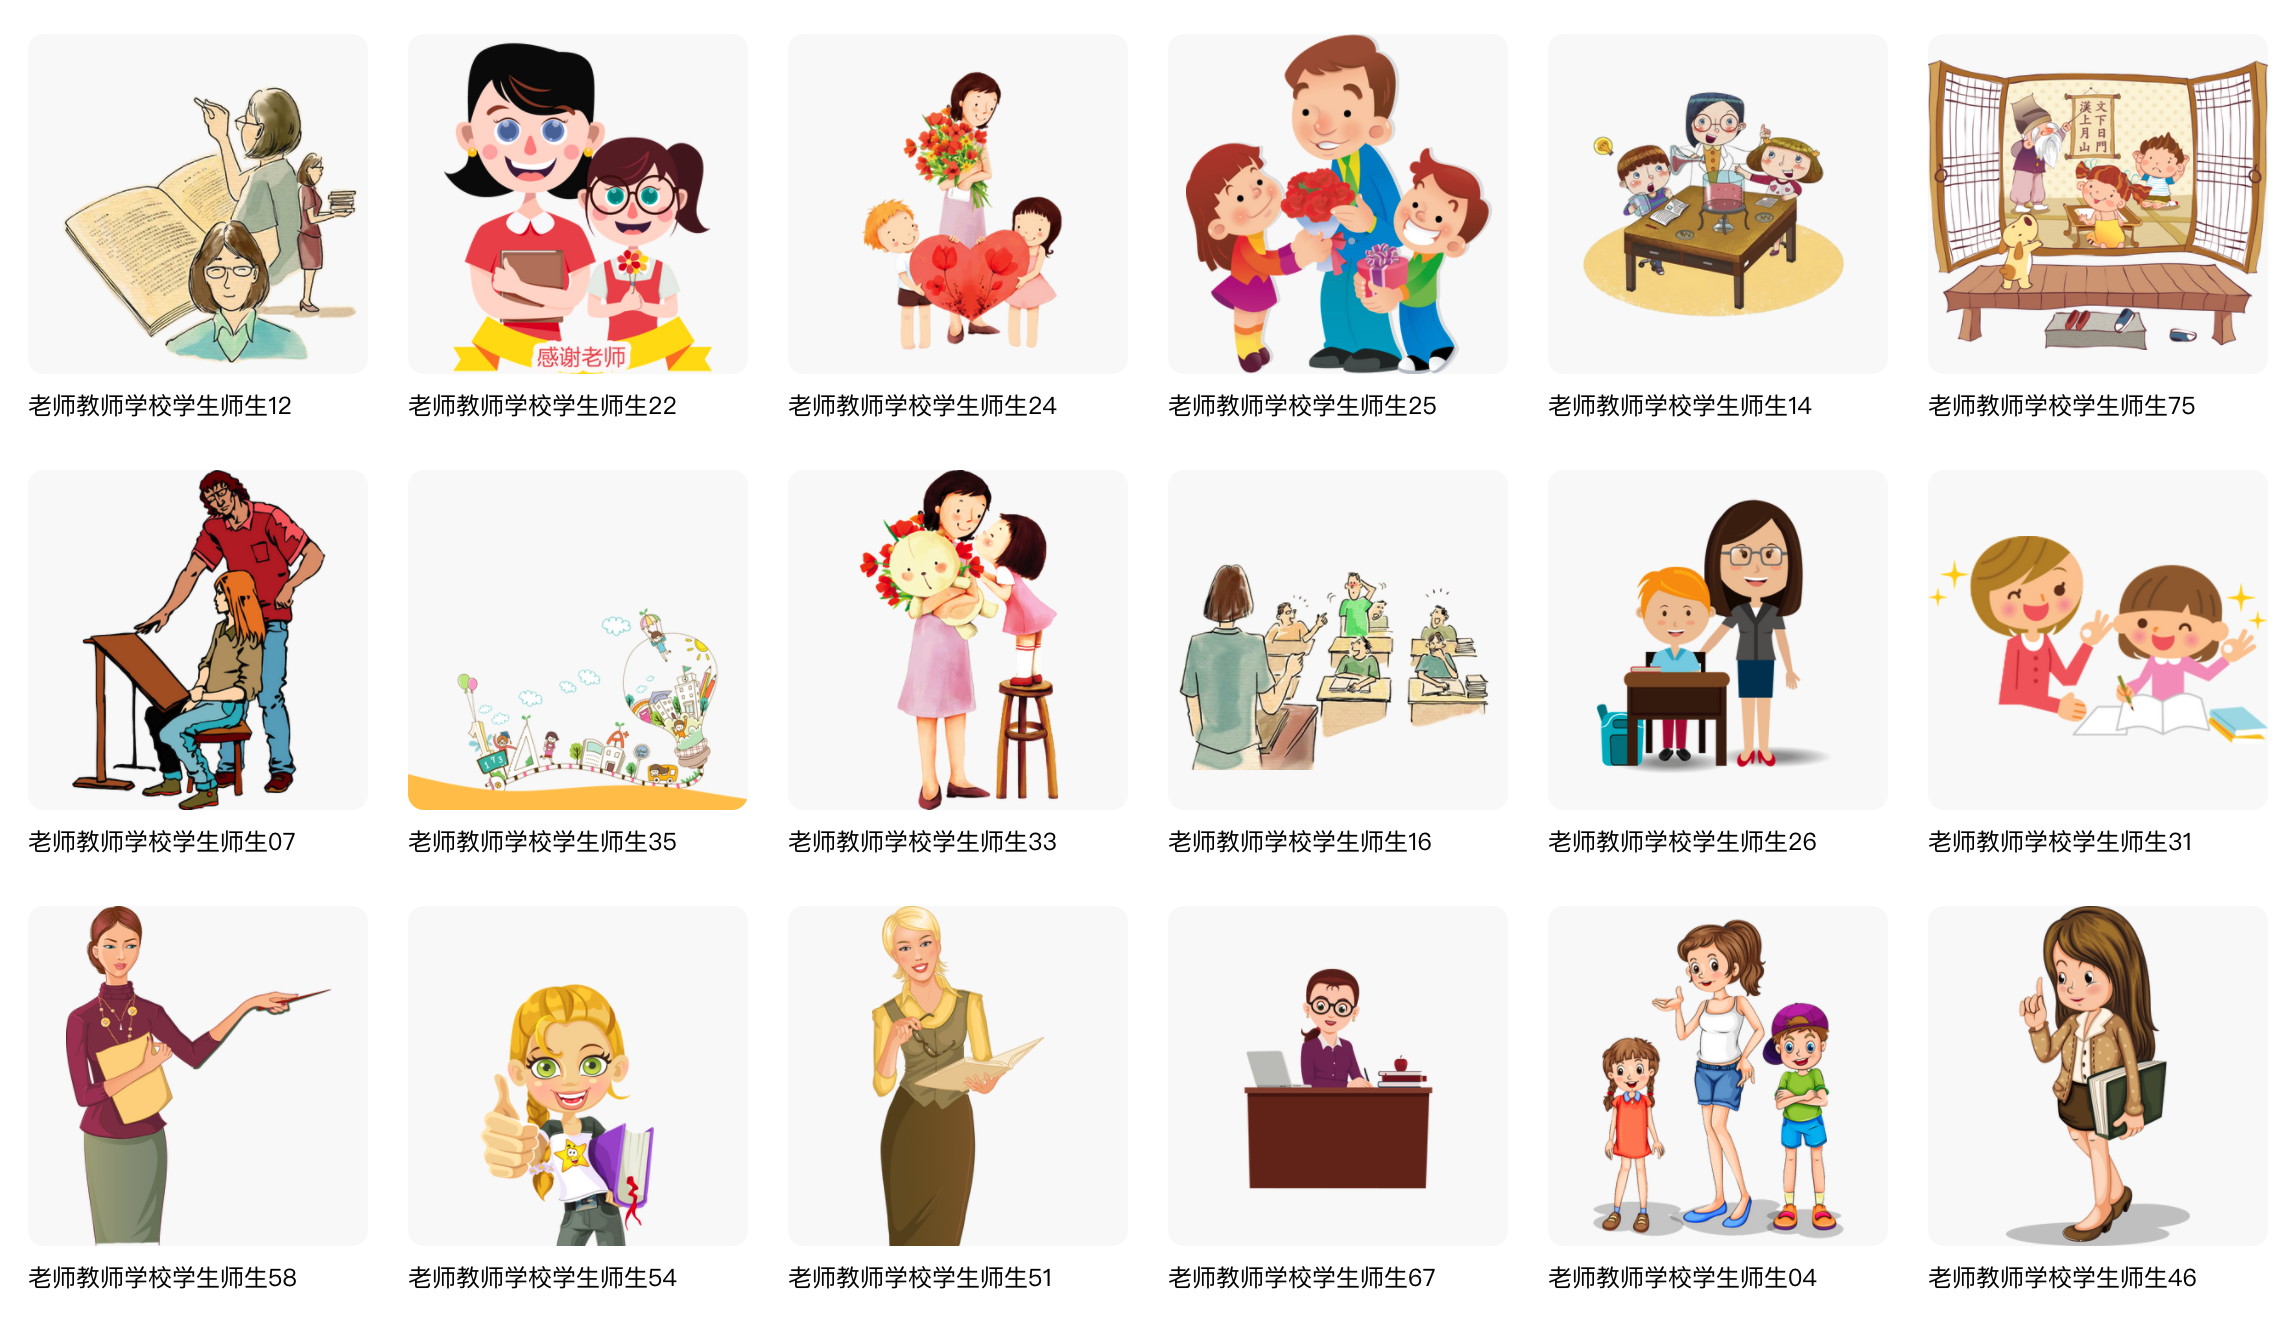 感谢老师
漢上月山
文下日門
老师教师学校学生师生12
老师教师学校学生师生22
老师教师学校学生师生24
老师教师学校学生师生25
老师教师学校学生师生14
老师教师学校学生师生75
老师教师学校学生师生07
老师教师学校学生师生35
老师教师学校学生师生33
老师教师学校学生师生16
老师教师学校学生师生26
老师教师学校学生师生31
老师教师学校学生师生58
老师教师学校学生师生54
老师教师学校学生师生51
老师教师学校学生师生67
老师教师学校学生师生04
老师教师学校学生师生46